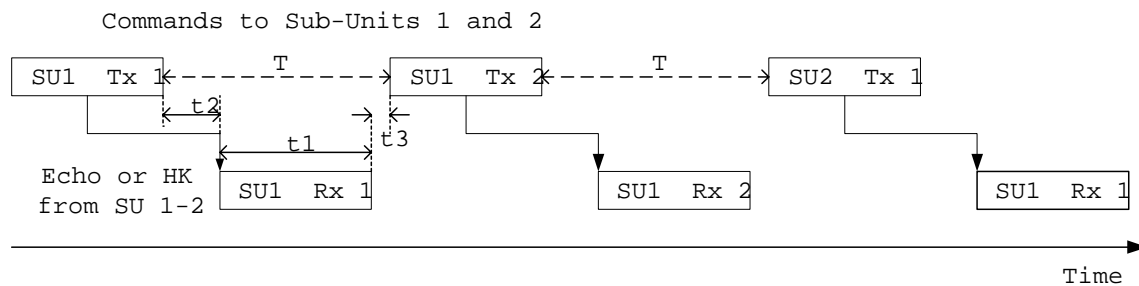 Commands to Sub-Units 1 and 2
SU1 Tx 1
T
SU1 Tx 2
T
SU2 Tx 1
t2
t1
t3
Echo or HK
from SU 1-2
SU1 Rx 1
SU1 Rx 2
SU1 Rx 1
Time